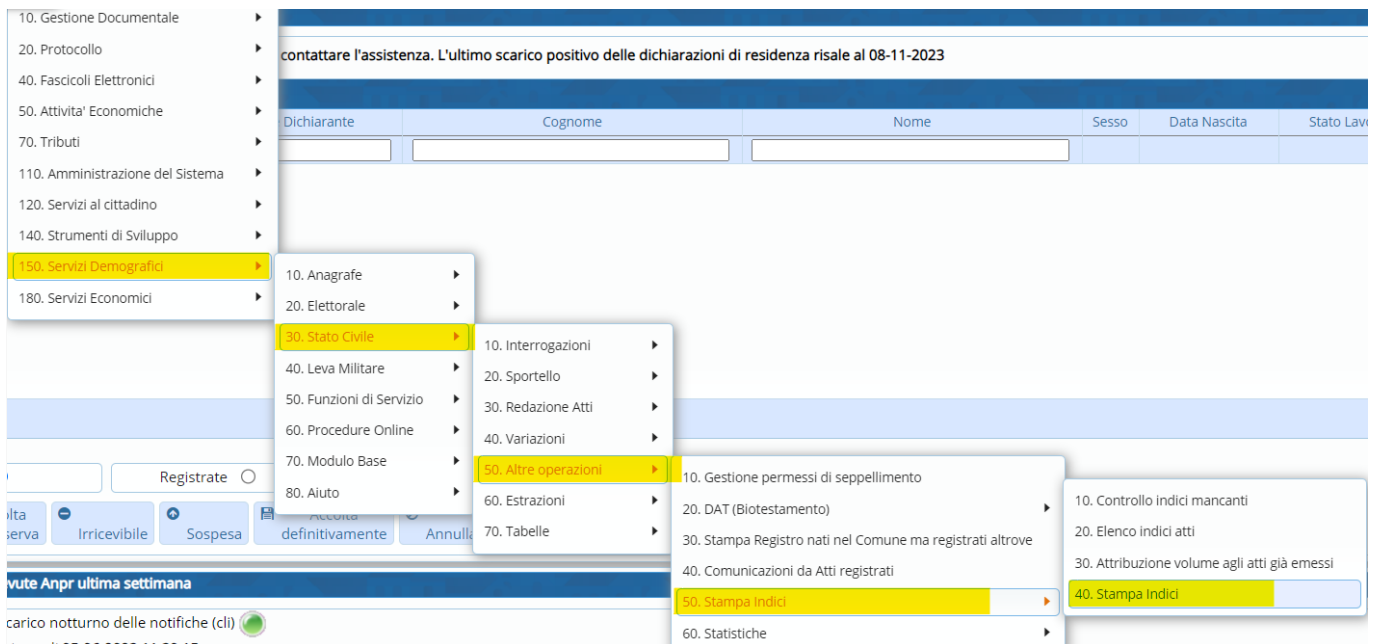 10. Gestione Documentale
20. Protocollo
contattare l'assistenza. L'ultimo scarico positivo delle dichiarazioni di residenza risale al 08-11-2023
40. Fascicoli Elettronici
50. Attivita' Economiche
Dichiarante Cognome Nome Sesso Data Nascita Stato Lavo
70. Tributi
110. Amministrazione del Sistema
120. Servizi al cittadino
140. Strumenti di Sviluppo
150. Servizi Demografici
180. Servizi Economici
10. Anagrafe
20. Elettorale
30. Stato Civile
40. Leva Militare
50. Funzioni di Servizio
60. Procedure Online
70. Modulo Base
80. Aiuto
10. Interrogazioni
20. Sportello
30. Redazione Atti
40. Variazioni
50. Altre operazioni
60. Estrazioni
70. Tabelle
10. Gestione permessi di seppellimento
20. DAT (Biotestamento)
30. Stampa Registro nati nel Comune ma registrati altrove
40. Comunicazioni da Atti registrati
50. Stampa Indici
60. Statistiche
10. Controllo indici mancanti
20. Elenco indici atti
30. Attribuzione volume agli atti già emessi
40. Stampa Indici
Registrate
olta
serva
Irricevibile
Sospesa
Accolta
definitivamente
Annulla
vute Anpr ultima settimana
carico notturno delle notifiche (cli)